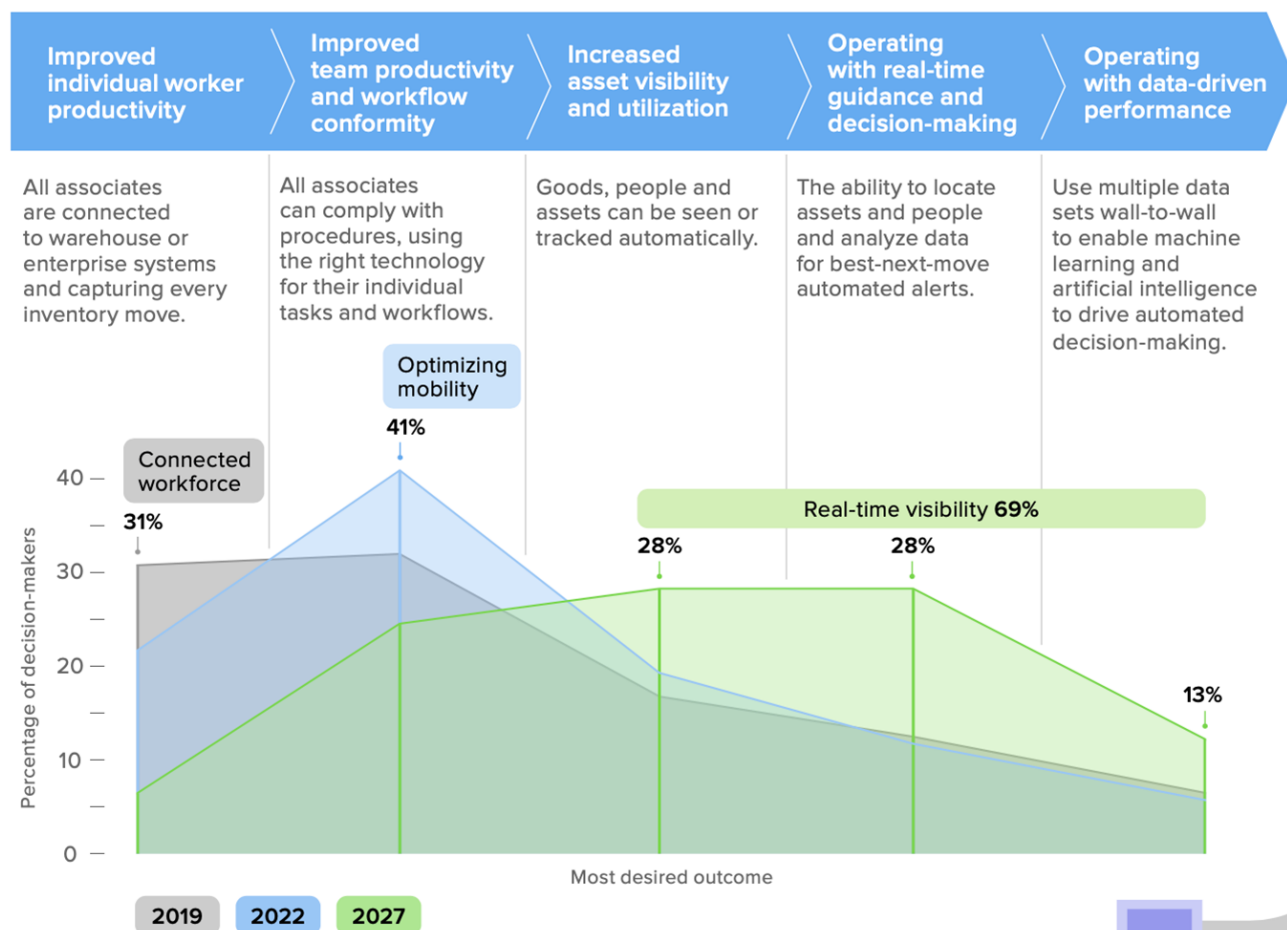 Improved
individual worker
productivity
Improved
team productivity
and workflow
conformity
Increased
asset visibility
and utilization
Operating
with real-time
guidance and
decision-making
Operating
with data-driven
performance
All associates
are connected
to warehouse or
enterprise systems
and capturing every
inventory move.
All associates
can comply with
procedures, using
the right technology
for their individual
tasks and workflows.
Goods, people and
assets can be seen or
tracked automatically.
The ability to locate
assets and people
and analyze data
for best-next-move
automated alerts.
Use multiple data
sets wall-to-wall
to enable machine
learning and
artificial intelligence
to drive automated
decision-making.
Optimizing
mobility
41%
Connected
workforce
31%
Real-time visibility 69%
28%
28%
13%
Percentage of decision-makers
40
30
20
10
0
Most desired outcome
2019
2022
2027